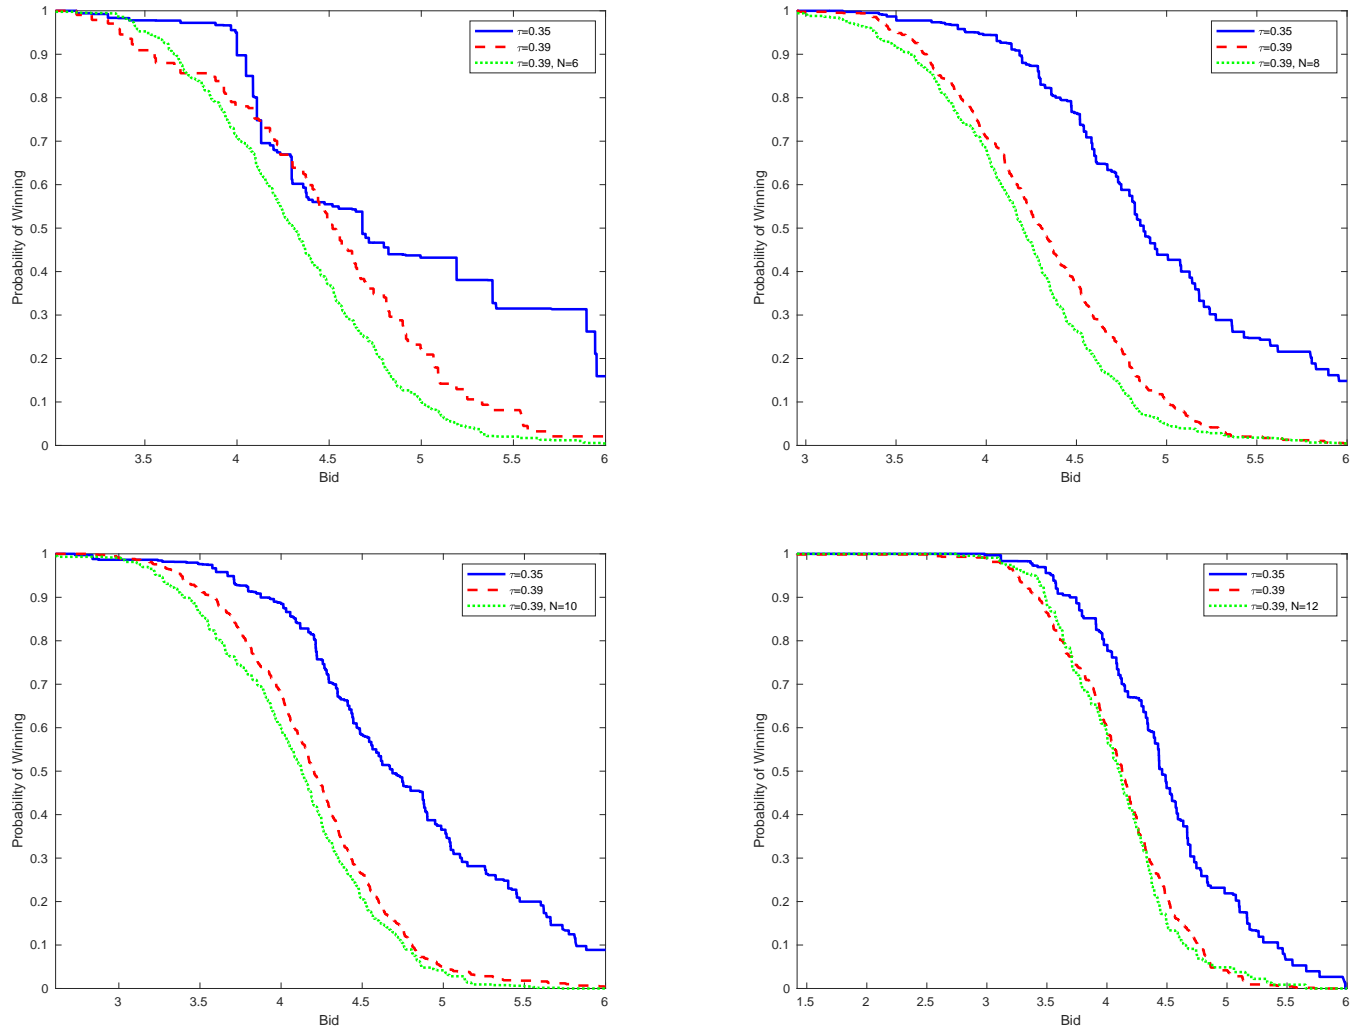 1
0.9
0.8
0.7
0.6
0.5
0.4
0.3
0.2
0.1
0
Probability of Winning
3.5 4 4.5 5 5.5 6
Bid
τ=0.35
τ=0.39
τ=0.39, N=6
1
0.9
0.8
0.7
0.6
0.5
0.4
0.3
0.2
0.1
0
Probability of Winning
3 3.5 4 4.5 5 5.5 6
Bid
τ=0.35
τ=0.39
τ=0.39, N=8
1
0.9
0.8
0.7
0.6
0.5
0.4
0.3
0.2
0.1
0
Probability of Winning
3 3.5 4 4.5 5 5.5 6
Bid
τ=0.35
τ=0.39
τ=0.39, N=10
1
0.9
0.8
0.7
0.6
0.5
0.4
0.3
0.2
0.1
0
Probability of Winning
1.5 2 2.5 3 3.5 4 4.5 5 5.5 6
Bid
τ=0.35
τ=0.39
τ=0.39, N=12